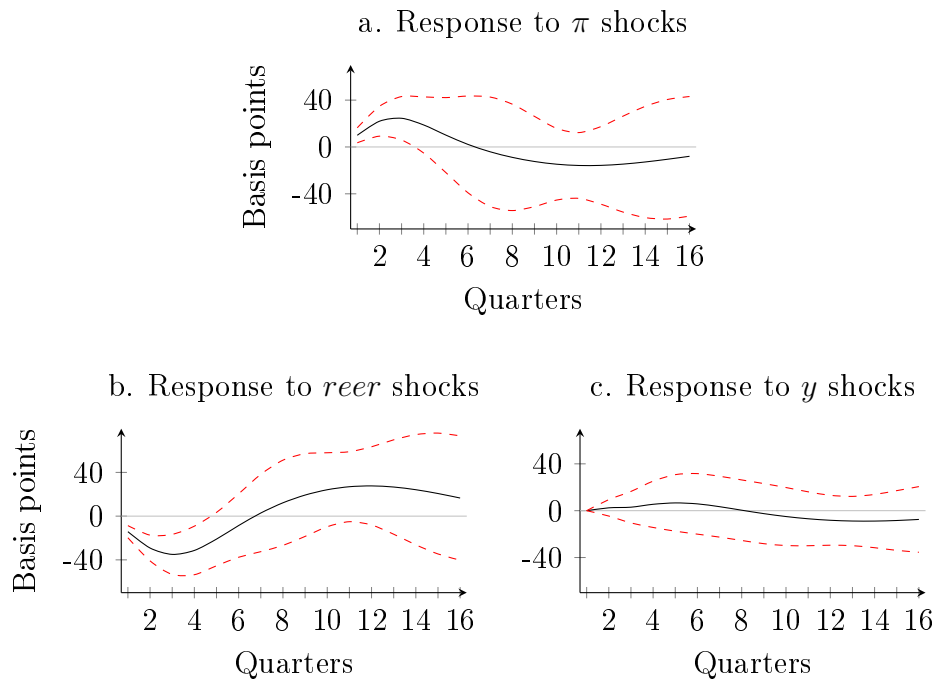 a. Response to π shocks
Basis points
40
0
-40
2 4 6 8 10 12 14 16
Quarters
b. Response to reer shocks
Basis points
40
0
-40
2 4 6 8 10 12 14 16
Quarters
c. Response to y shocks
40
0
-40
2 4 6 8 10 12 14 16
Quarters